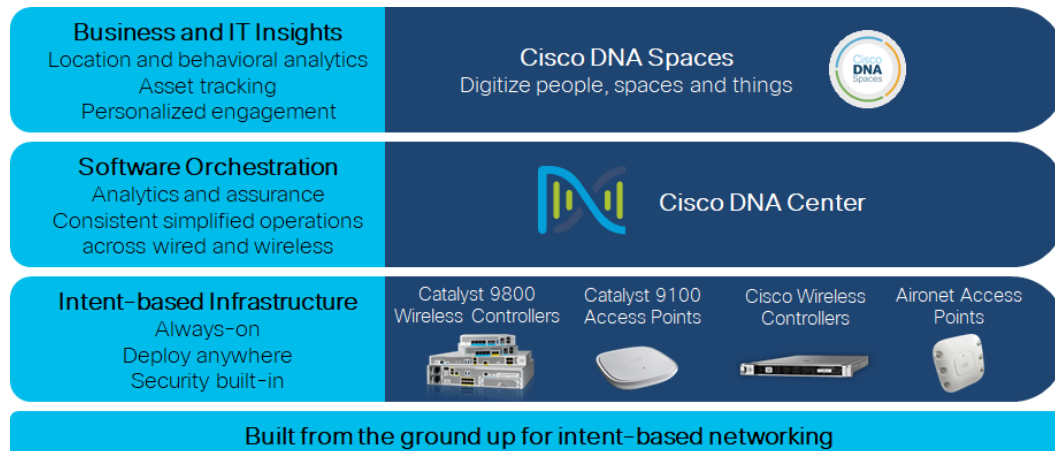 Business and IT Insights
Location and behavioral analytics
Asset tracking
Personalized engagement
Cisco DNA Spaces
Digitize people, spaces and things
Cisco
DNA
Spaces
Software Orchestration
Analytics and assurance
Consistent simplified operations
across wired and wireless
Cisco DNA Center
Intent-based Infrastructure
Always-on
Deploy anywhere
Security built-in
Catalyst 9800
Wireless Controllers
Catalyst 9100
Access Points
Cisco Wireless
Controllers
Aironet Access
Points
Built from the ground up for intent-based networking